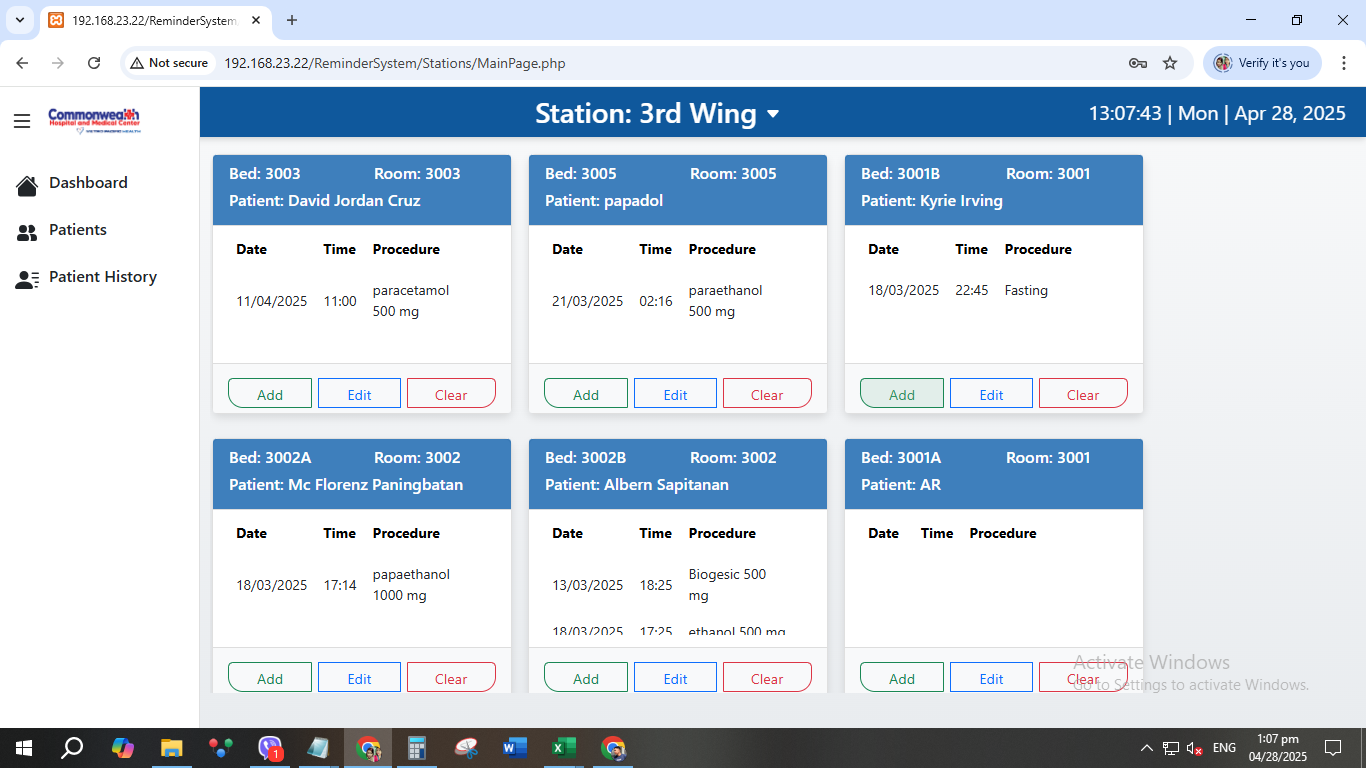 192.168.23.22/ReminderSystem
Not secure
192.168.23.22/ReminderSystem/Stations/MainPage.php
Verify it's you
Commonwealth
Hospital and Medical Center
Station: 3rd Wing
13:07:43 | Mon | Apr 28, 2025
Dashboard
Patients
Patient History
Bed: 3003 Room: 3003
Patient: David Jordan Cruz
Date Time Procedure
11/04/2025 11:00 paracetamol
500 mg
Add Edit Clear
Bed: 3005 Room: 3005
Patient: papadol
Date Time Procedure
21/03/2025 02:16 paraethanol
500 mg
Add Edit Clear
Bed: 3001B Room: 3001
Patient: Kyrie Irving
Date Time Procedure
18/03/2025 22:45 Fasting
Add Edit Clear
Bed: 3002A Room: 3002
Patient: Mc Florenz Paningbatan
Date Time Procedure
18/03/2025 17:14 papaethanol
1000 mg
Add Edit Clear
Bed: 3002B Room: 3002
Patient: Albern Sapitanan
Date Time Procedure
13/03/2025 18:25 Biogesic 500
mg
18/03/2025 17:25 ethanol 500 mg
Add Edit Clear
Bed: 3001A Room: 3001
Patient: AR
Date Time Procedure
Add Edit Clear
Activate Windows
Go to Settings to activate Windows.
1
ENG
1:07 pm
04/28/2025